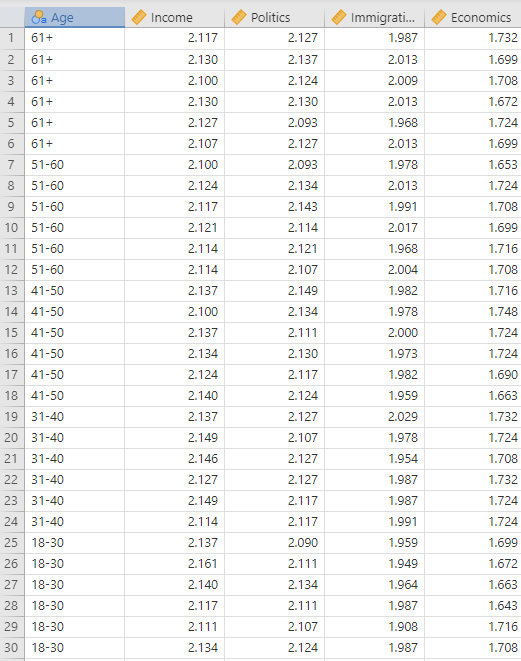 Age Income Politics Immigrati... Economics
1 61+ 2.117 2.127 1.987 1.732
2 61+ 2.130 2.137 2.013 1.699
3 61+ 2.100 2.124 2.009 1.708
4 61+ 2.130 2.130 2.013 1.672
5 61+ 2.127 2.093 1.968 1.724
6 61+ 2.107 2.127 2.013 1.699
7 51-60 2.100 2.093 1.978 1.653
8 51-60 2.124 2.134 2.013 1.724
9 51-60 2.117 2.143 1.991 1.708
10 51-60 2.121 2.114 2.017 1.699
11 51-60 2.114 2.121 1.968 1.716
12 51-60 2.114 2.107 2.004 1.708
13 41-50 2.137 2.149 1.982 1.716
14 41-50 2.100 2.134 1.978 1.748
15 41-50 2.137 2.111 2.000 1.724
16 41-50 2.134 2.130 1.973 1.724
17 41-50 2.124 2.117 1.982 1.690
18 41-50 2.140 2.124 1.959 1.663
19 31-40 2.137 2.127 2.029 1.732
20 31-40 2.149 2.107 1.978 1.724
21 31-40 2.146 2.127 1.954 1.708
22 31-40 2.127 2.127 1.987 1.732
23 31-40 2.149 2.117 1.987 1.724
24 31-40 2.114 2.117 1.991 1.724
25 18-30 2.137 2.090 1.959 1.699
26 18-30 2.161 2.111 1.949 1.672
27 18-30 2.140 2.134 1.964 1.663
28 18-30 2.117 2.111 1.987 1.643
29 18-30 2.111 2.107 1.908 1.716
30 18-30 2.134 2.124 1.987 1.708